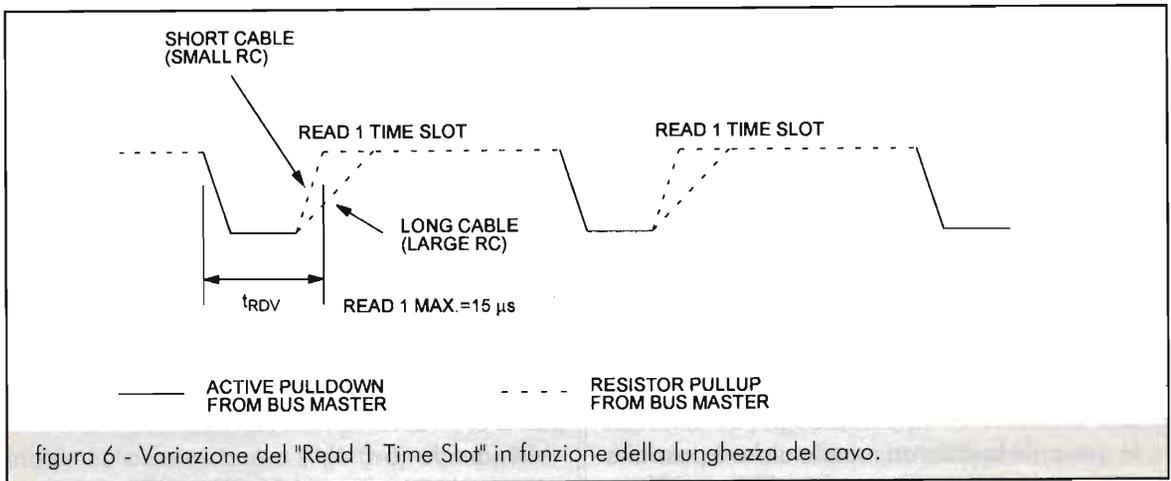 SHORT CABLE
(SMALL RC)
READ 1 TIME SLOT
READ 1 TIME SLOT
LONG CABLE
(LARGE RC)
tRDV
READ 1 MAX.=15 µs
ACTIVE PULLDOWN
FROM BUS MASTER
RESISTOR PULLUP
FROM BUS MASTER
figura 6 - Variazione del "Read 1 Time Slot" in funzione della lunghezza del cavo.